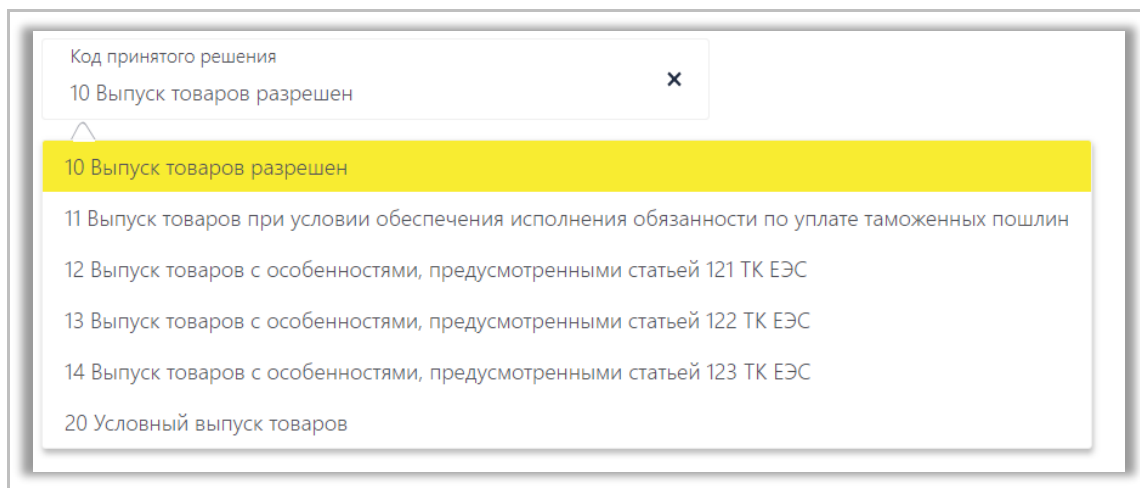 Код принятого решения
10 Выпуск товаров разрешен
10 Выпуск товаров разрешен
11 Выпуск товаров при условии обеспечения исполнения обязанности по уплате таможенных пошлин
12 Выпуск товаров с особенностями, предусмотренными статьей 121 ТК ЕЭС
13 Выпуск товаров с особенностями, предусмотренными статьей 122 ТК ЕЭС
14 Выпуск товаров с особенностями, предусмотренными статьей 123 ТК ЕЭС
20 Условный выпуск товаров